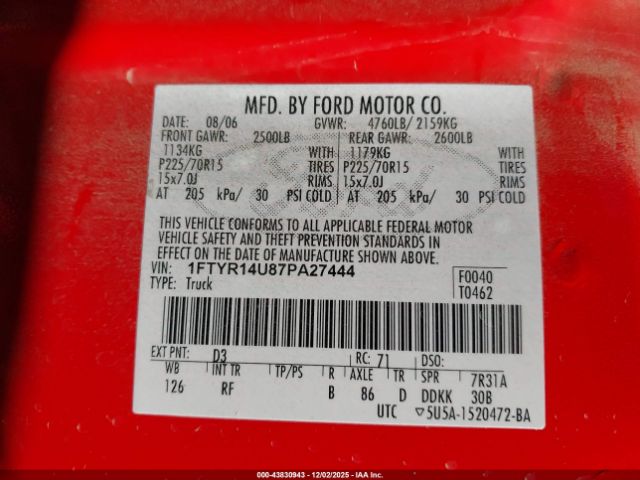 MFD. BY FORD MOTOR CO.
DATE: 08/06 GVWR: 4760LB/ 2159KG
FRONT GAWR: 2500LB REAR GAWR: 2600LB
1134KG WITH 1179KG WITH
P225/70R15 TIRES P225/70R15 TIRES
15x7.0J RIMS 15x7.0J RIMS
AT 205 kPa/ 30 PSI COLD AT 205 kPa/ 30 PSI COLD
THIS VEHICLE CONFORMS TO ALL APPLICABLE FEDERAL MOTOR
VEHICLE SAFETY AND THEFT PREVENTION STANDARDS IN
EFFECT ON THE DATE OF MANUFACTURE SHOWN ABOVE.
VIN: 1FTYR14U87PA27444 F0040
TYPE: Truck T0462
EXT PNT: D3 RC: 71 DSO:
WB INT TR TP/PS R AXLE TR SPR 7R31A
126 RF B 86 D DDKK 30B
UTC ▽5U5A-1520472-BA
000-43830943 - 12/02/2025 - IAAI, Inc. - Copyright